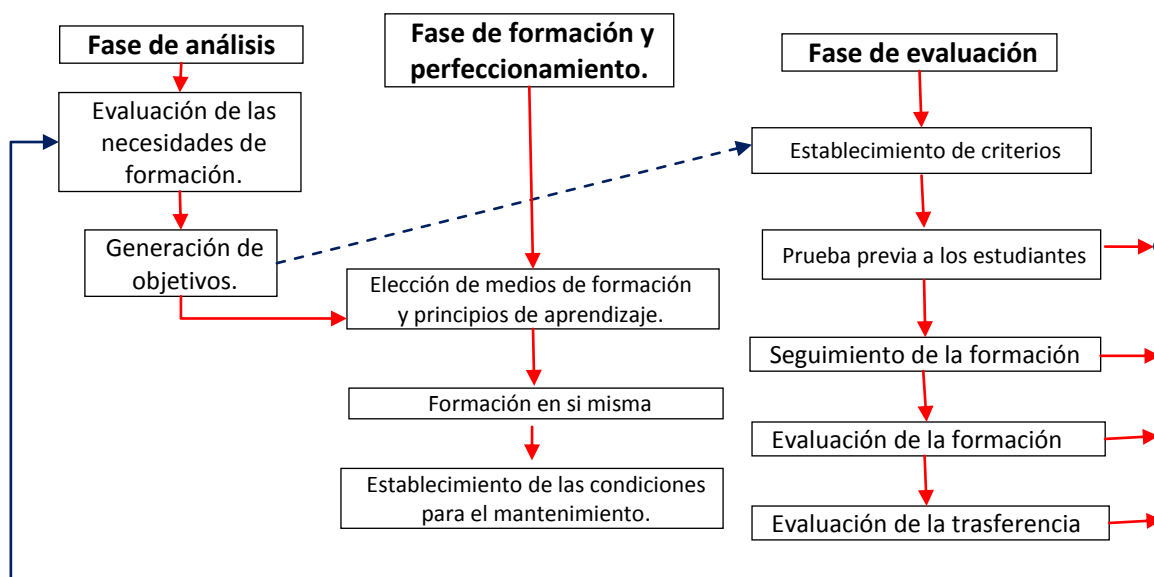 Fase de análisis
Evaluación de las
necesidades de
formación.
Generación de
objetivos.
Fase de formación y
perfeccionamiento.
Elección de medios de formación
y principios de aprendizaje.
Formación en si misma
Establecimiento de las condiciones
para el mantenimiento.
Fase de evaluación
Establecimiento de criterios
Prueba previa a los estudiantes
Seguimiento de la formación
Evaluación de la formación
Evaluación de la trasferencia